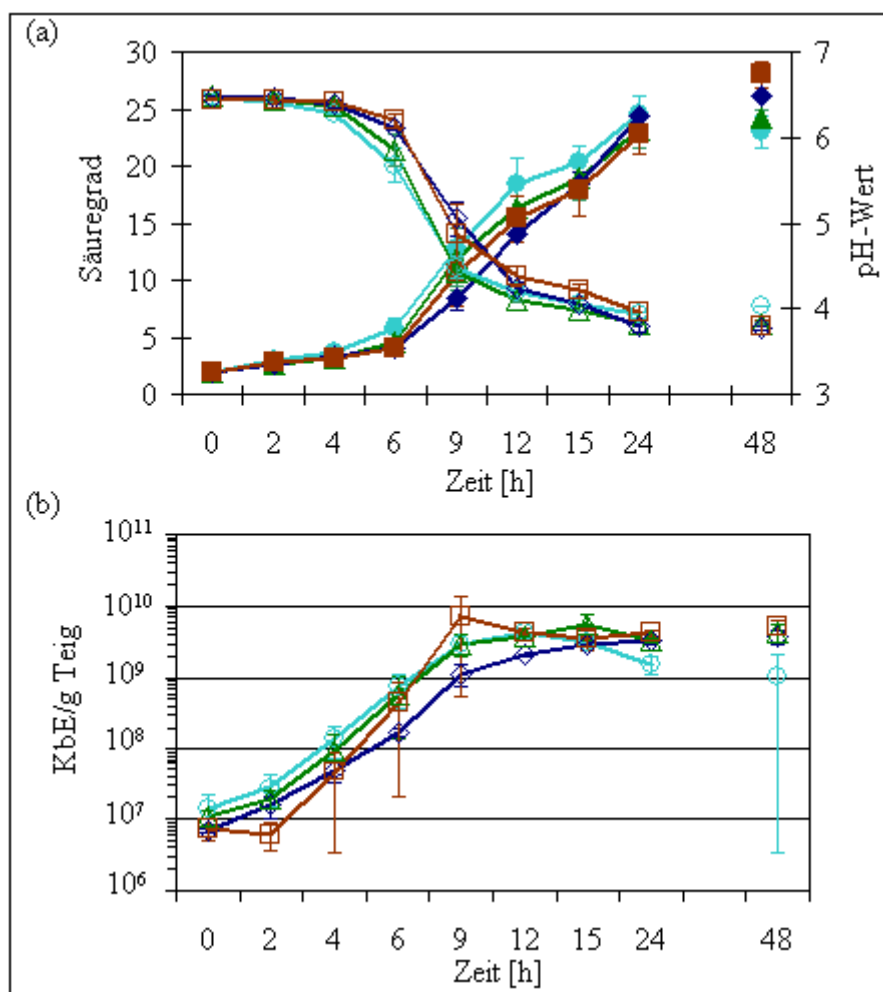 (a)
Säuregrad
30
25
20
15
10
5
0
7
6
5
4
3
pH-Wert
0 2 4 6 9 12 15 24 48
Zeit [h]
(b)
KbE/g Teig
10¹¹
10¹⁰
10⁹
10⁸
10⁷
10⁶
0 2 4 6 9 12 15 24 48
Zeit [h]